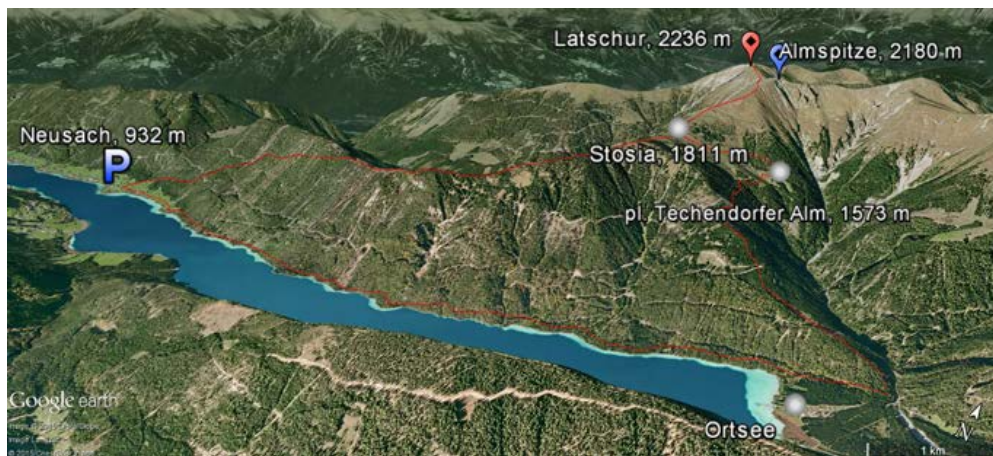 Latschur, 2236 m
Almspitze, 2180 m
Neusach, 932 m
P
Stosia, 1811 m
pl. Techendorfer Alm, 1573 m
Google earth
Ortsee
N
1 km